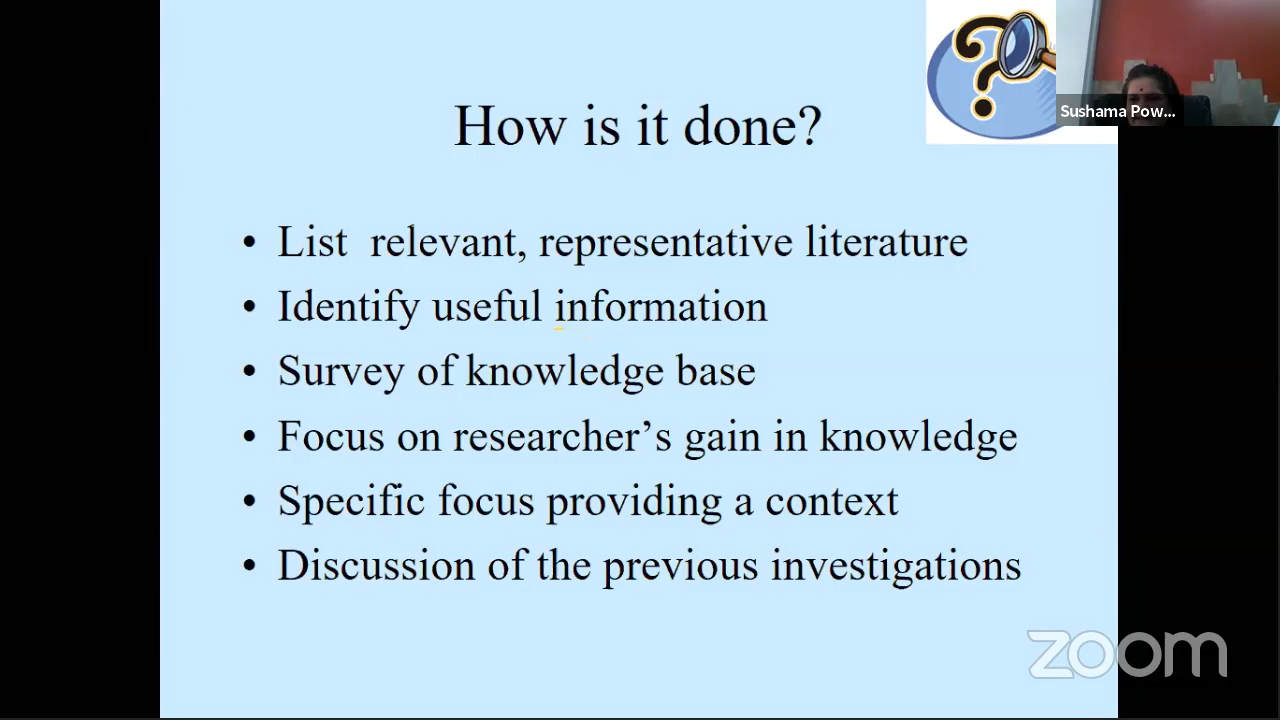 How is it done?
Sushama Pow...
• List relevant, representative literature
• Identify useful information
• Survey of knowledge base
• Focus on researcher’s gain in knowledge
• Specific focus providing a context
• Discussion of the previous investigations
zoom